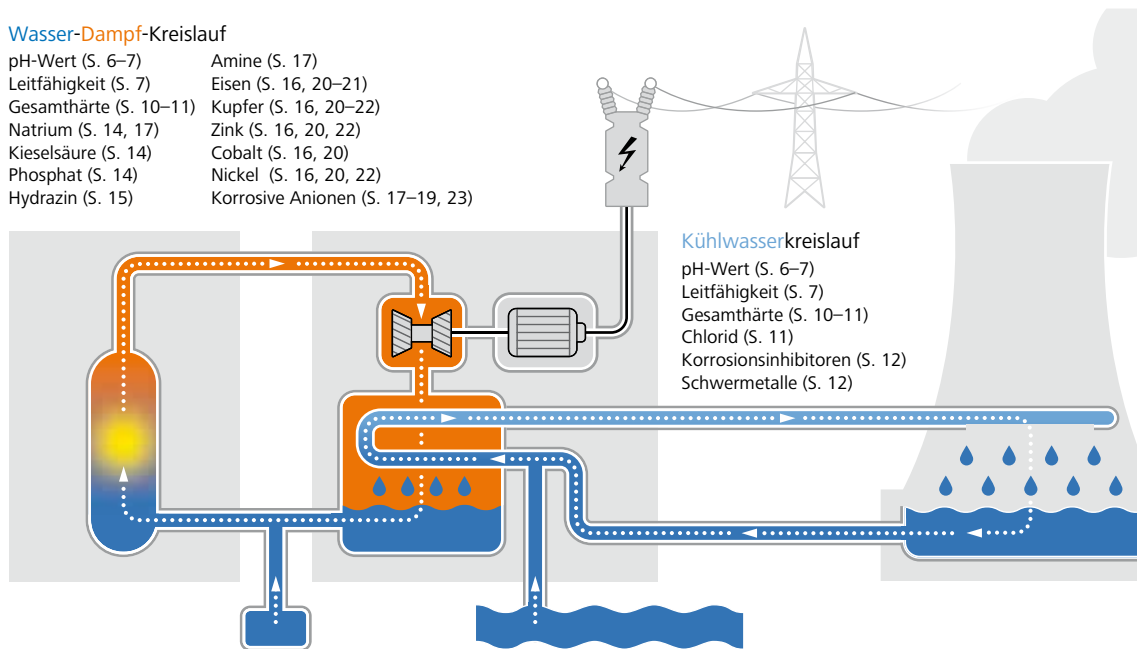 Wasser-Dampf-Kreislauf
pH-Wert (S. 6–7)
Leitfähigkeit (S. 7)
Gesamthärte (S. 10–11)
Natrium (S. 14, 17)
Kieselsäure (S. 14)
Phosphat (S. 14)
Hydrazin (S. 15)
Amine (S. 17)
Eisen (S. 16, 20–21)
Kupfer (S. 16, 20–22)
Zink (S. 16, 20, 22)
Cobalt (S. 16, 20)
Nickel (S. 16, 20, 22)
Korrosive Anionen (S. 17–19, 23)
Kühlwasserkreislauf
pH-Wert (S. 6–7)
Leitfähigkeit (S. 7)
Gesamthärte (S. 10–11)
Chlorid (S. 11)
Korrosionsinhibitoren (S. 12)
Schwermetalle (S. 12)